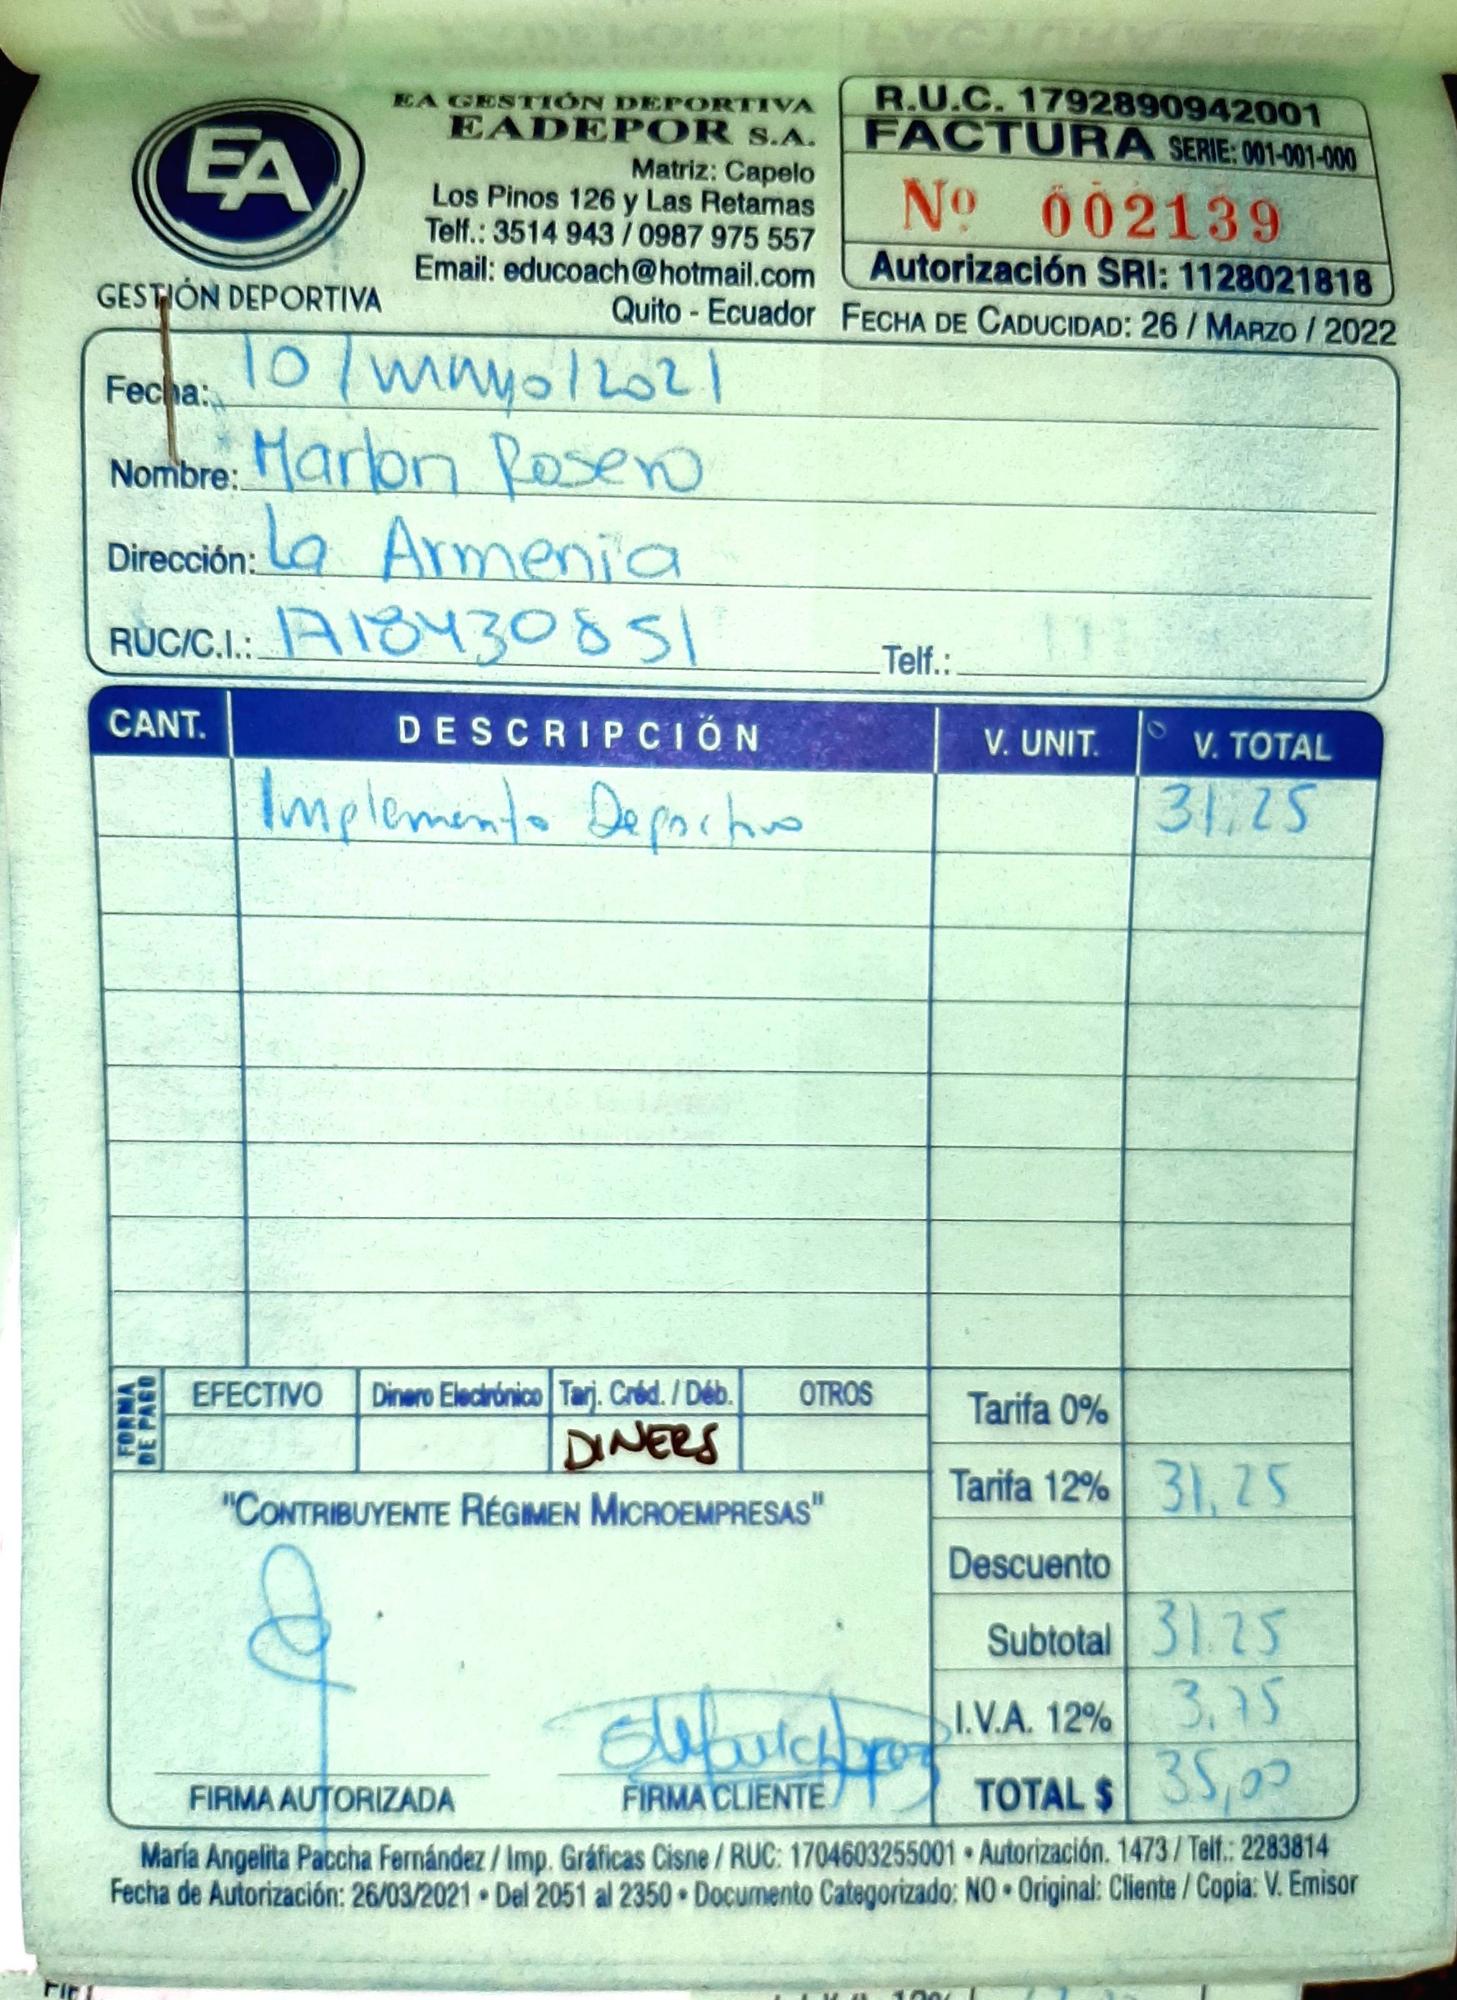 EA
GESTIÓN DEPORTIVA
EA GESTIÓN DEPORTIVA
EADEPOR S.A.
Matriz: Capelo
Los Pinos 126 y Las Retamas
Telf.: 3514 943 / 0987 975 557
Email: educoach@hotmail.com
Quito - Ecuador
R.U.C. 1792890942001
FACTURA SERIE: 001-001-000
Nº 002139
Autorización SRI: 1128021818
FECHA DE CADUCIDAD: 26 / MARZO / 2022
Fecha: 10/mayo/2021
Nombre: Marlon Rosero
Dirección: La Armenia
RUC/C.I.: 1718430851 Telf.:
CANT. DESCRIPCIÓN V. UNIT. V. TOTAL
Implemento Deportivo 31.25
FORMA DE PAGO EFECTIVO Dinero Electrónico Tarj. Créd. / Déb. OTROS
DINERS
Tarifa 0%
Tarifa 12% 31,25
Descuento
Subtotal 31.25
I.V.A. 12% 3,75
TOTAL $ 35,00
"CONTRIBUYENTE RÉGIMEN MICROEMPRESAS"
FIRMA AUTORIZADA FIRMA CLIENTE
María Angelita Paccha Fernández / Imp. Gráficas Cisne / RUC: 1704603255001 • Autorización. 1473 / Telf.: 2283814
Fecha de Autorización: 26/03/2021 • Del 2051 al 2350 • Documento Categorizado: NO • Original: Cliente / Copia: V. Emisor